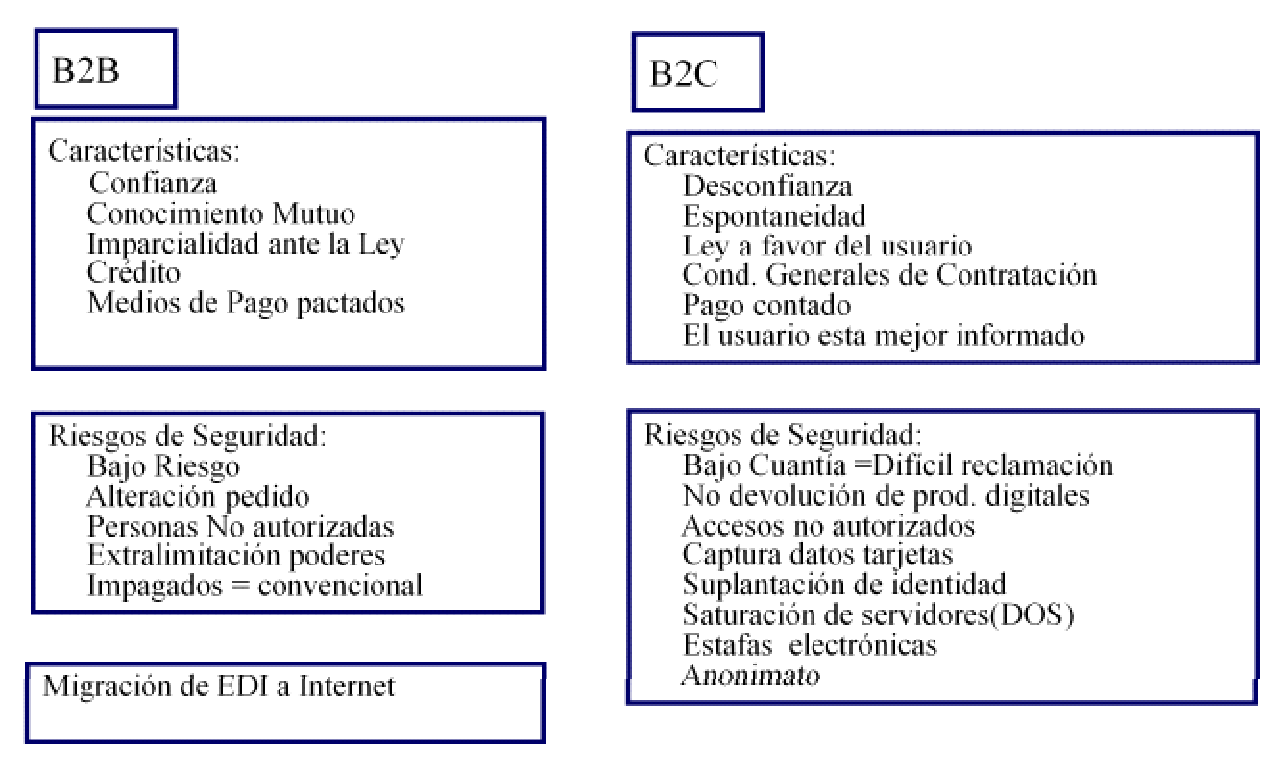 B2B
Características:
Confianza
Conocimiento Mutuo
Imparcialidad ante la Ley
Crédito
Medios de Pago pactados
Riesgos de Seguridad:
Bajo Riesgo
Alteración pedido
Personas No autorizadas
Extralimitación poderes
Impagados = convencional
Migración de EDI a Internet
B2C
Características:
Desconfianza
Espontaneidad
Ley a favor del usuario
Cond. Generales de Contratación
Pago contado
El usuario esta mejor informado
Riesgos de Seguridad:
Bajo Cuantía =Difícil reclamación
No devolución de prod. digitales
Accesos no autorizados
Captura datos tarjetas
Suplantación de identidad
Saturación de servidores(DOS)
Estafas electrónicas
Anonimato